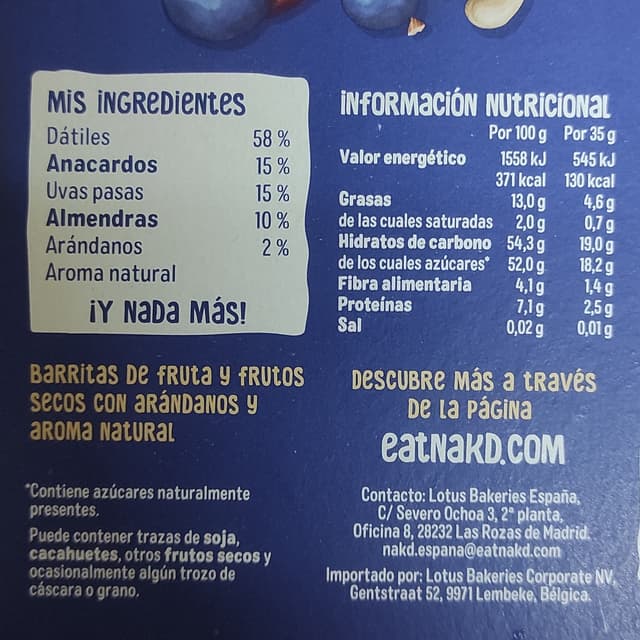 Mis ingredientes
Dátiles 58 %
Anacardos 15 %
Uvas pasas 15 %
Almendras 10 %
Arándanos 2 %
Aroma natural
¡Y nada más!
BARRITAS DE FRUTA Y FRUTOS
SECOS CON ARÁNDANOS Y
AROMA NATURAL
*Contiene azúcares naturalmente
presentes.
Puede contener trazas de soja,
cacahuetes, otros frutos secos y
ocasionalmente algún trozo de
cáscara o grano.
INFORMACIÓN NUTRICIONAL
Por 100 g Por 35 g
Valor energético 1558 kJ 545 kJ
371 kcal 130 kcal
Grasas 13,0 g 4,6 g
de las cuales saturadas 2,0 g 0,7 g
Hidratos de carbono 54,3 g 19,0 g
de los cuales azúcares* 52,0 g 18,2 g
Fibra alimentaria 4,1 g 1,4 g
Proteínas 7,1 g 2,5 g
Sal 0,02 g 0,01 g
DESCUBRE MÁS A TRAVÉS
DE LA PÁGINA
eatNAKD.COM
Contacto: Lotus Bakeries España,
C/ Severo Ochoa 3, 2ª planta,
Oficina 8, 28232 Las Rozas de Madrid.
nakd.espana@eatnakd.com
Importado por: Lotus Bakeries Corporate NV,
Gentstraat 52, 9971 Lembeke, Bélgica.